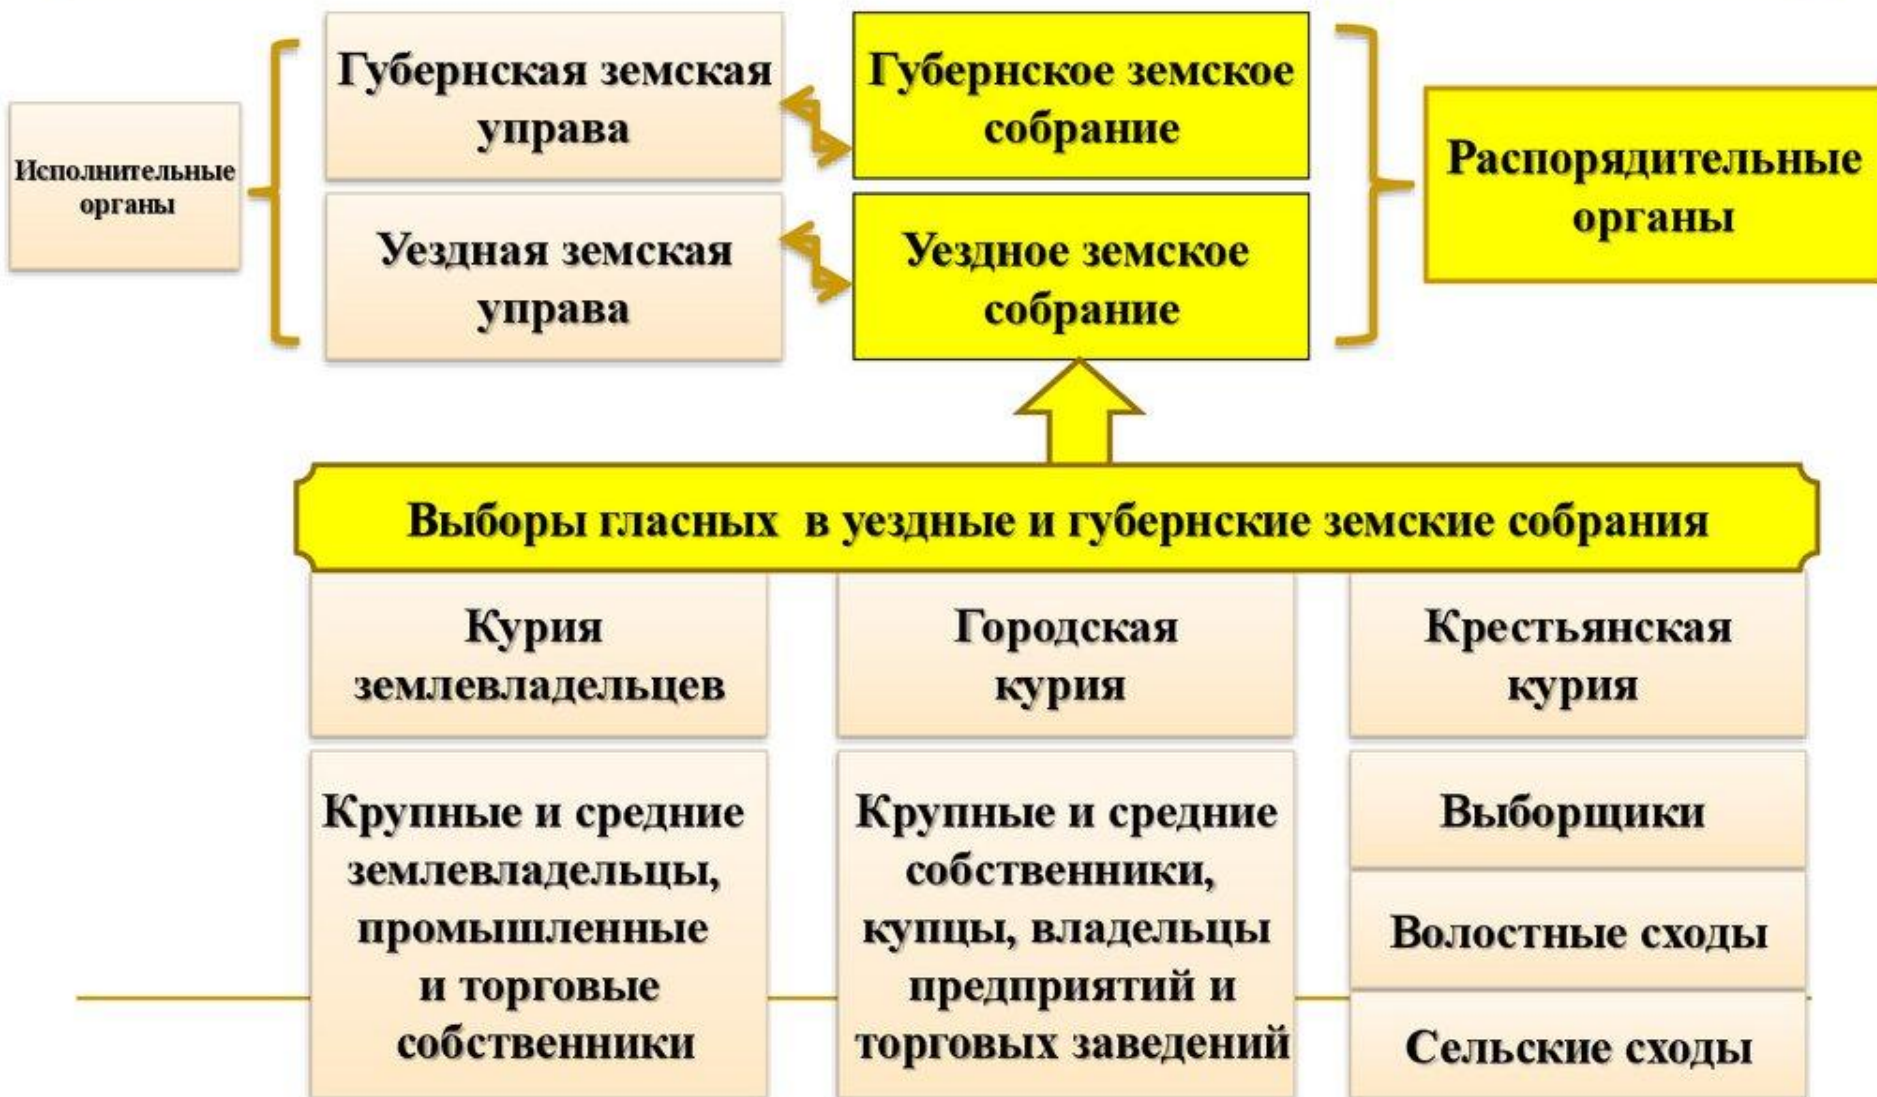 Губернская земская
управа
Губернское земское
собрание
Исполнительные
органы
Распорядительные
органы
Уездная земская
управа
Уездное земское
собрание
Выборы гласных в уездные и губернские земские собрания
Курия
землевладельцев
Городская
курия
Крестьянская
курия
Крупные и средние
землевладельцы,
промышленные
и торговые
собственники
Крупные и средние
собственники,
купцы, владельцы
предприятий и
торговых заведений
Выборщики
Волостные сходы
Сельские сходы